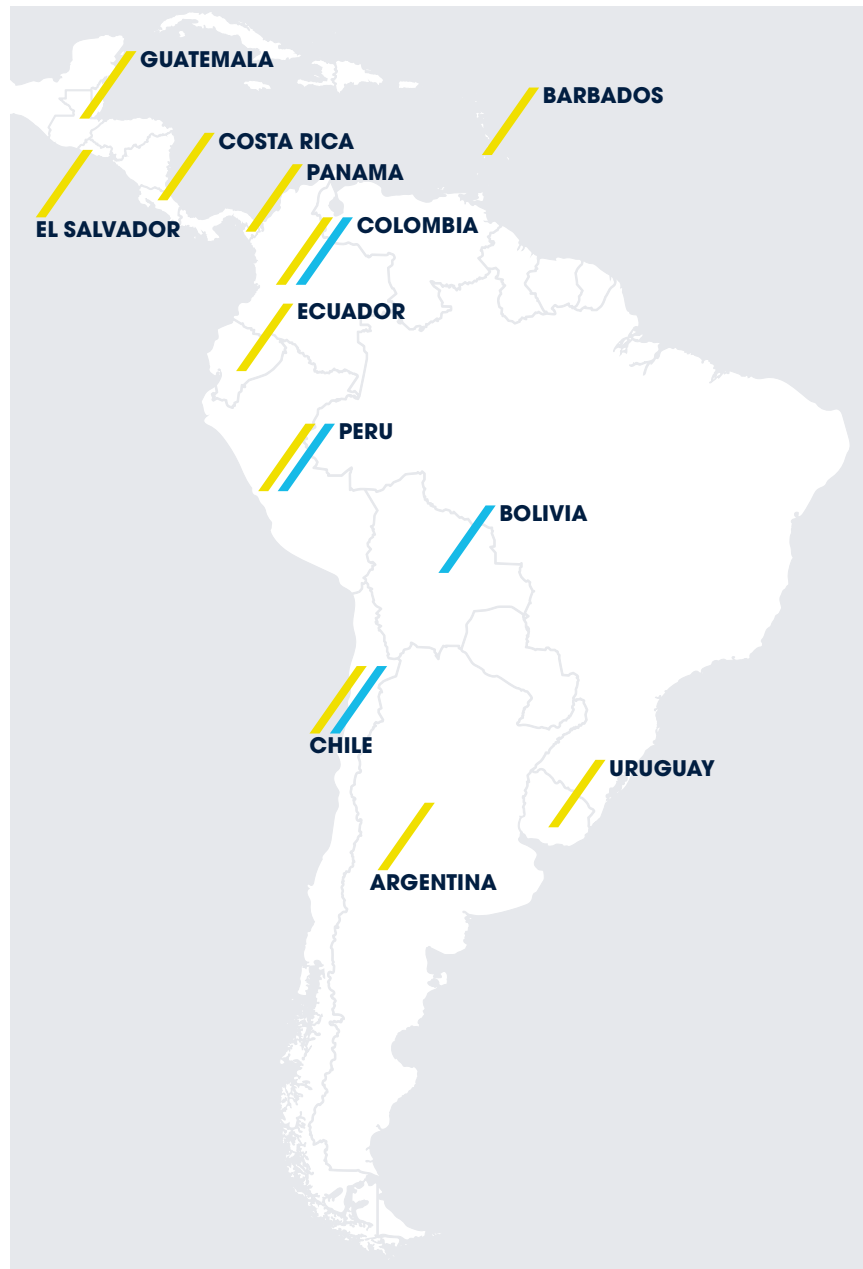 GUATEMALA
BARBADOS
COSTA RICA
PANAMA
EL SALVADOR
COLOMBIA
ECUADOR
PERU
BOLIVIA
CHILE
URUGUAY
ARGENTINA